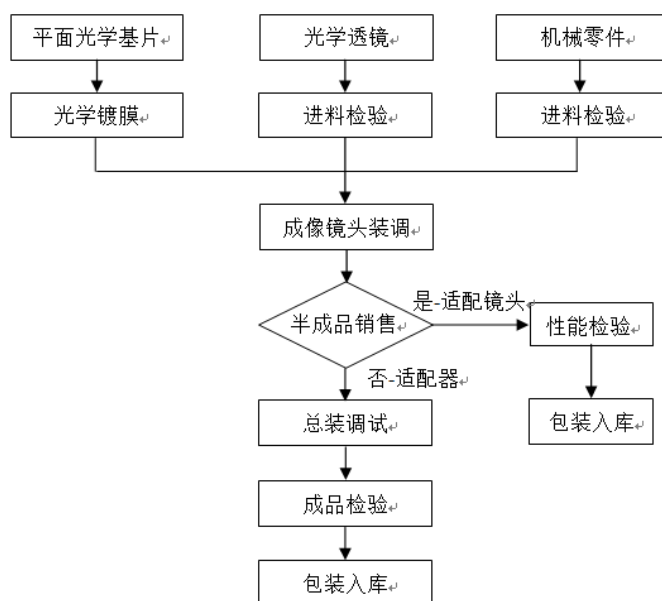 平面光学基片
光学透镜
机械零件
光学镀膜
进料检验
进料检验
成像镜头装调
半成品销售
是-适配镜头
性能检验
否-适配器
总装调试
包装入库
成品检验
包装入库